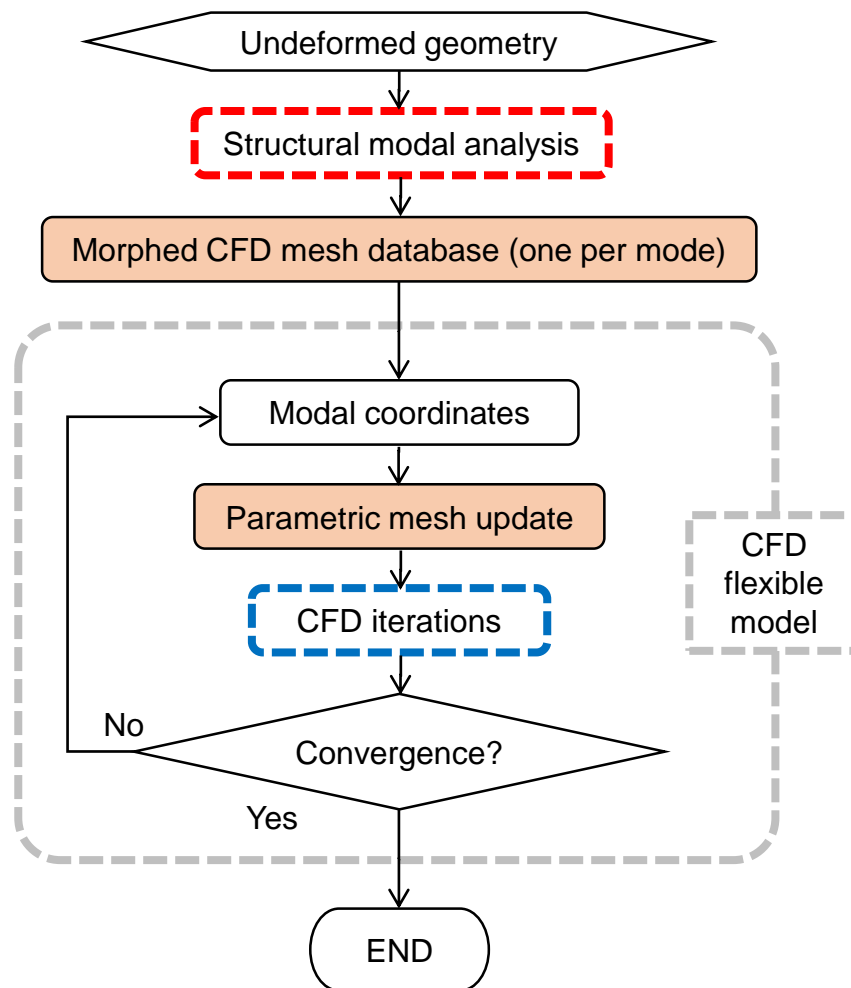 Undeformed geometry
Structural modal analysis
Morphed CFD mesh database (one per mode)
Modal coordinates
Parametric mesh update
CFD
flexible
model
CFD iterations
No
Convergence?
Yes
END